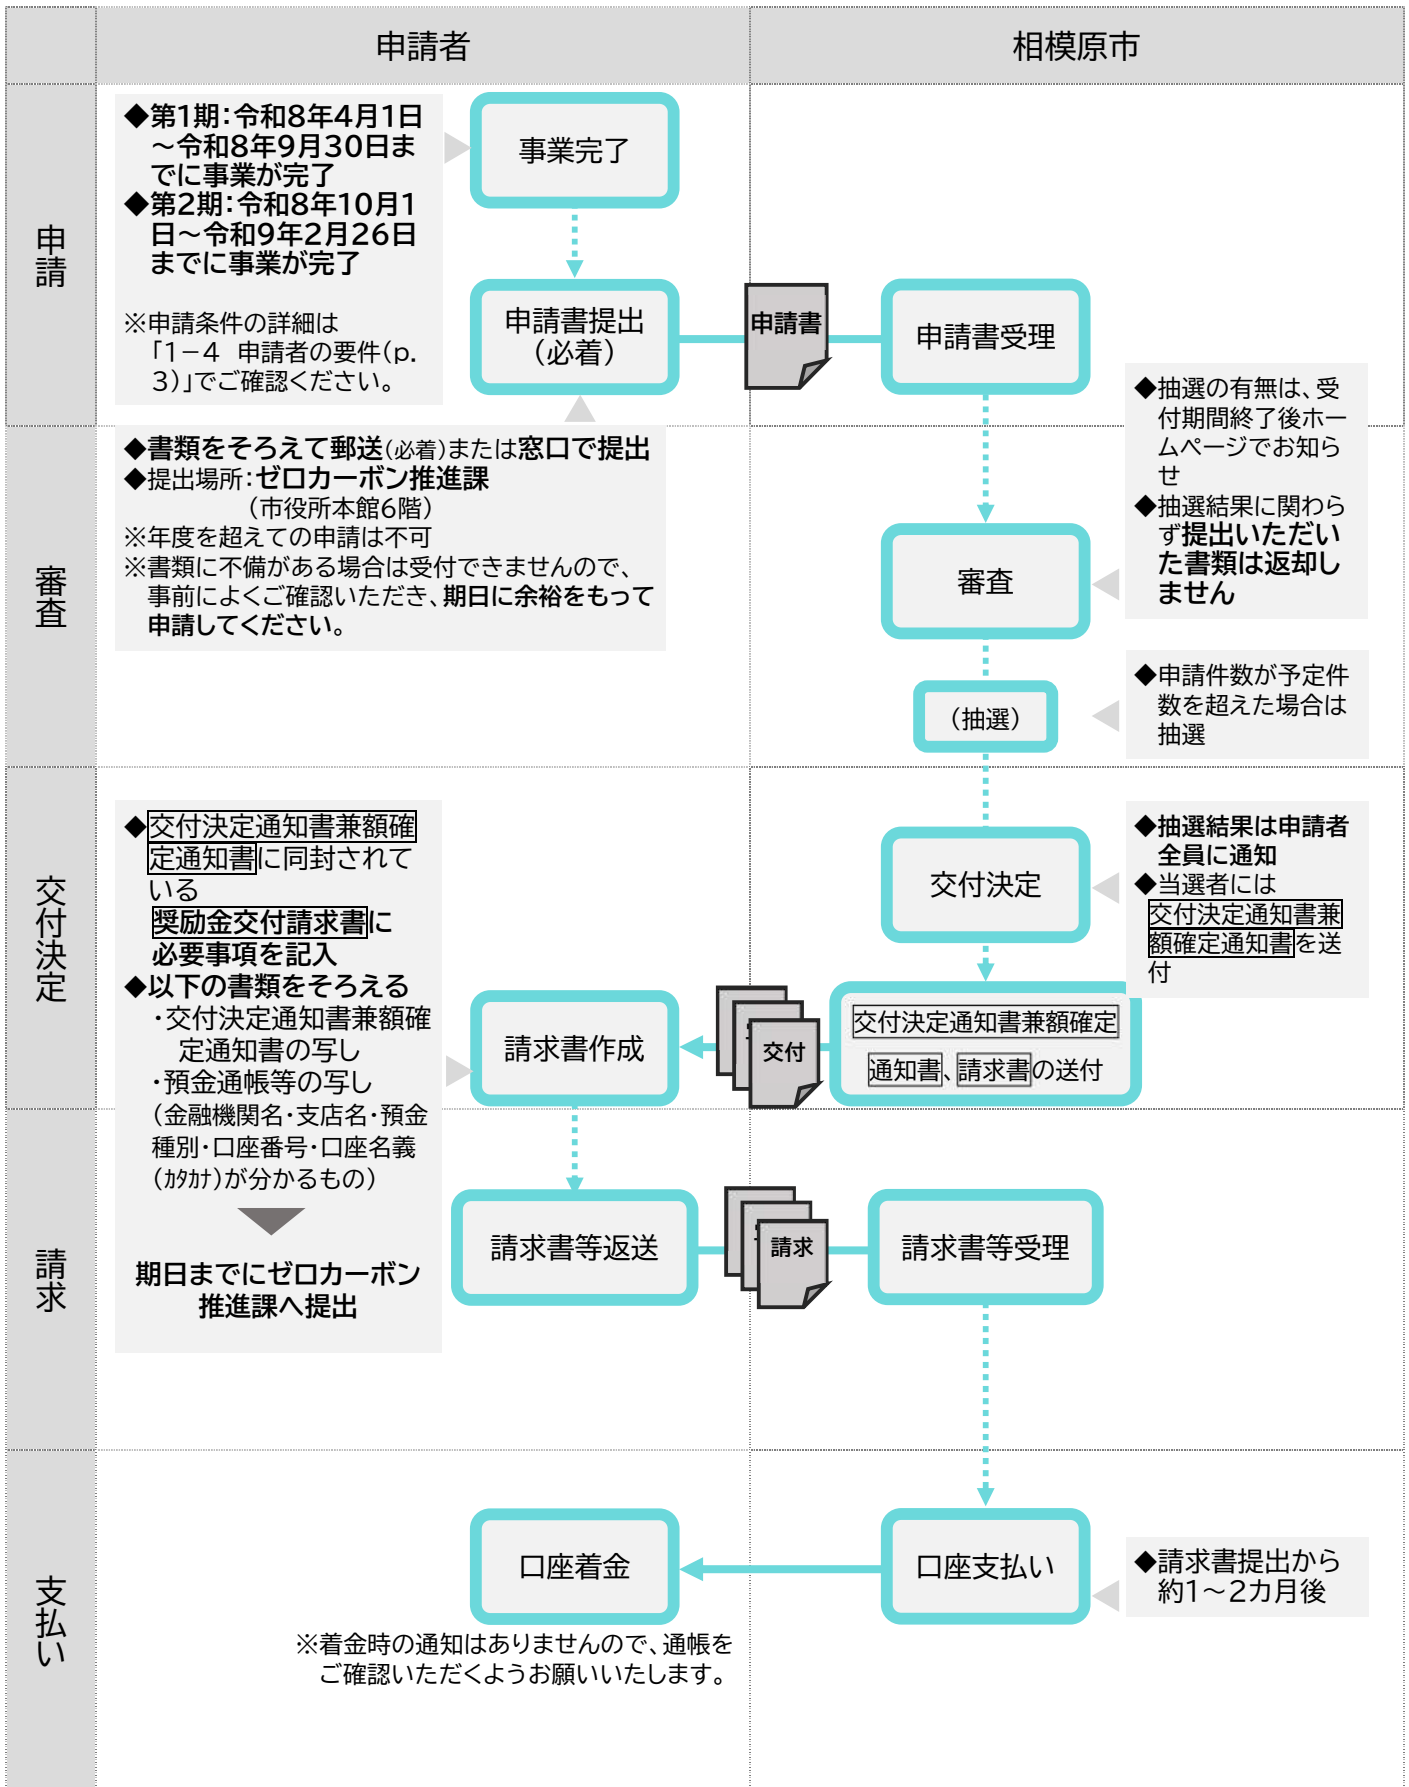 申請者
相模原市
申請
◆第1期：令和8年4月1日
～令和8年9月30日ま
でに事業が完了
◆第2期：令和8年10月1
日～令和9年2月26日
までに事業が完了
※申請条件の詳細は
「1－4　申請者の要件（p.
3）」でご確認ください。
事業完了
申請書提出
（必着）
申請書
申請書受理
◆抽選の有無は、受
付期間終了後ホー
ムページでお知ら
せ
◆抽選結果に関わら
ず提出いただい
た書類は返却し
ません
審査
◆書類をそろえて郵送（必着）または窓口で提出
◆提出場所：ゼロカーボン推進課
（市役所本館6階）
※年度を超えての申請は不可
※書類に不備がある場合は受付できませんので、
事前によくご確認いただき、期日に余裕をもって
申請してください。
審査
（抽選）
◆申請件数が予定件
数を超えた場合は
抽選
交付決定
◆交付決定通知書兼額確
定通知書に同封されて
いる
奨励金交付請求書に
必要事項を記入
◆以下の書類をそろえる
・交付決定通知書兼額確
定通知書の写し
・預金通帳等の写し
（金融機関名・支店名・預金
種別・口座番号・口座名義
（ｶﾀｶﾅ）が分かるもの）
期日までにゼロカーボン
推進課へ提出
交付決定
◆抽選結果は申請者
全員に通知
◆当選者には
交付決定通知書兼
額確定通知書を送
付
請求書作成
交付
交付決定通知書兼額確定
通知書、請求書の送付
請求
請求書等返送
請求
請求書等受理
支払い
口座着金
口座支払い
◆請求書提出から
約1～2カ月後
※着金時の通知はありませんので、通帳を
ご確認いただくようお願いいたします。